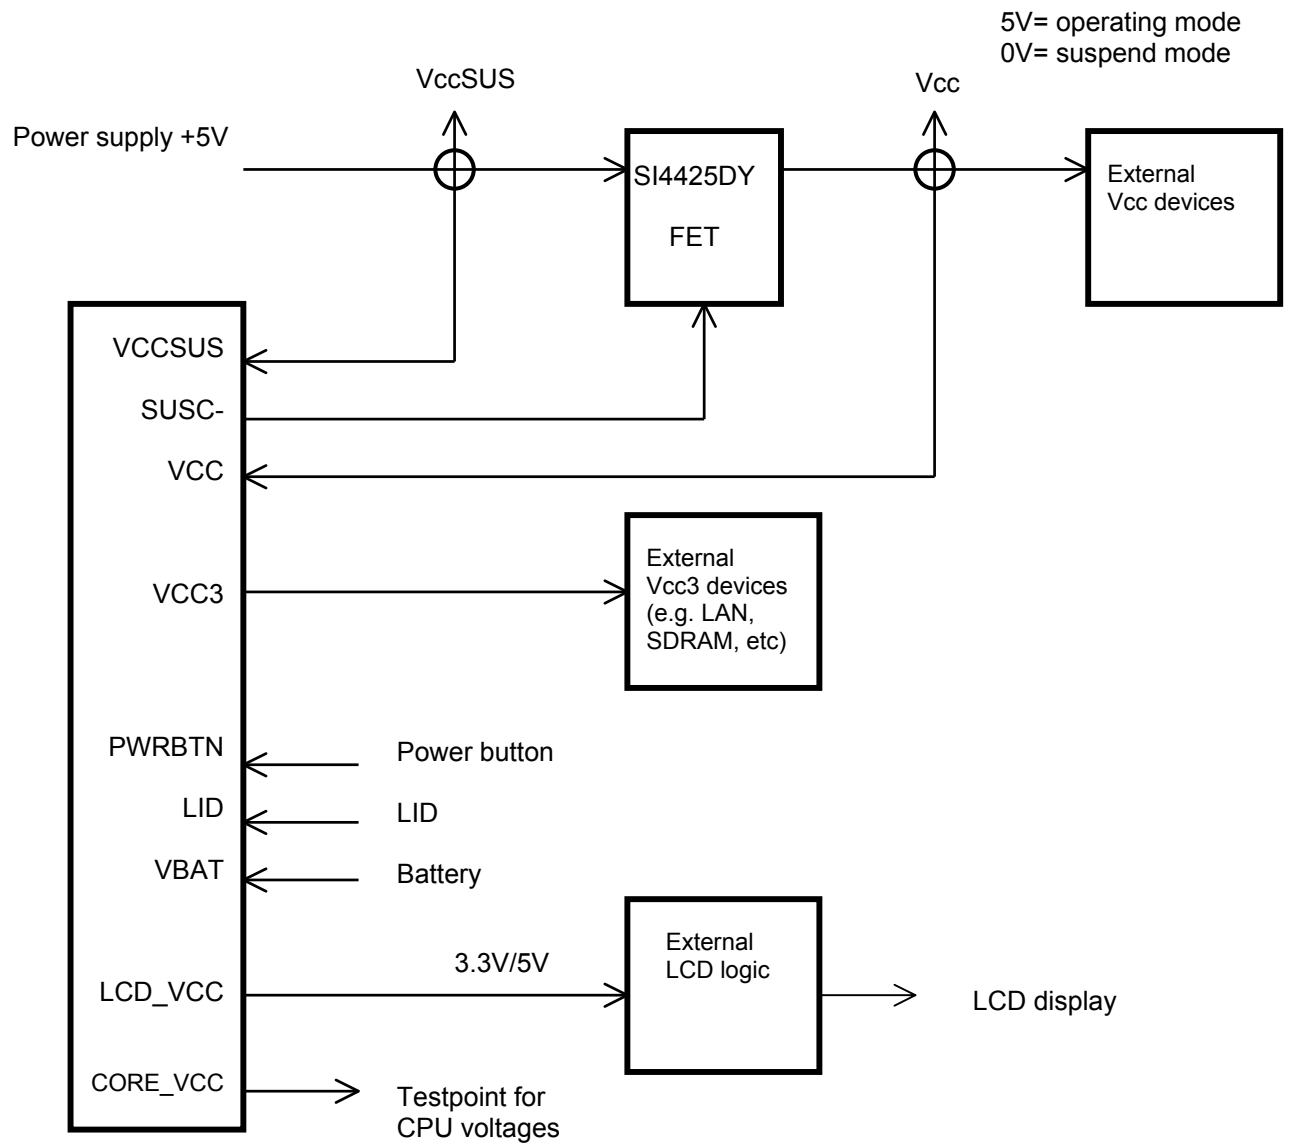 5V= operating mode
0V= suspend mode
VccSUS
Vcc
Power supply +5V
SI4425DY
FET
External
Vcc devices
VCCSUS
SUSC-
VCC
VCC3
External
Vcc3 devices
(e.g. LAN,
SDRAM, etc)
PWRBTN
Power button
LID
LID
VBAT
Battery
3.3V/5V
External
LCD logic
LCD_VCC
LCD display
CORE_VCC
Testpoint for
CPU voltages